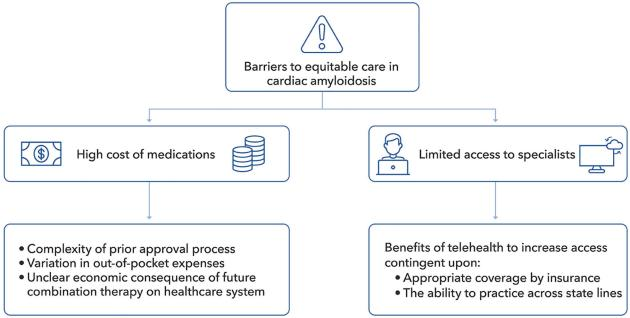 Barriers to equitable care in
cardiac amyloidosis
High cost of medications
Limited access to specialists
• Complexity of prior approval process
• Variation in out-of-pocket expenses
• Unclear economic consequence of future
combination therapy on healthcare system
Benefits of telehealth to increase access
contingent upon:
• Appropriate coverage by insurance
• The ability to practice across state lines